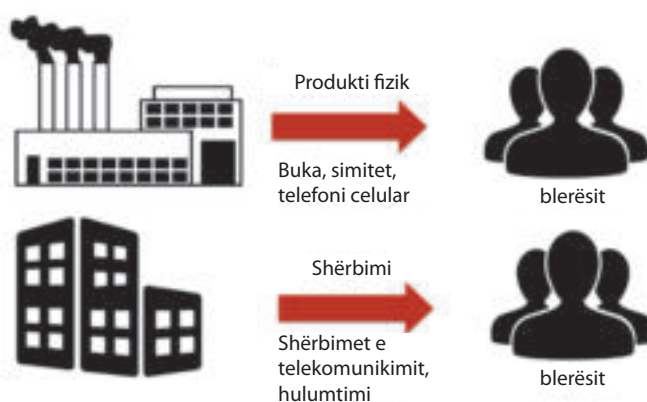 Produkti fizik
Buka, simitet,
telefoni celular
blerësit
Shërbimi
Shërbimet e
telekomunikimit,
hulumtimi
blerësit